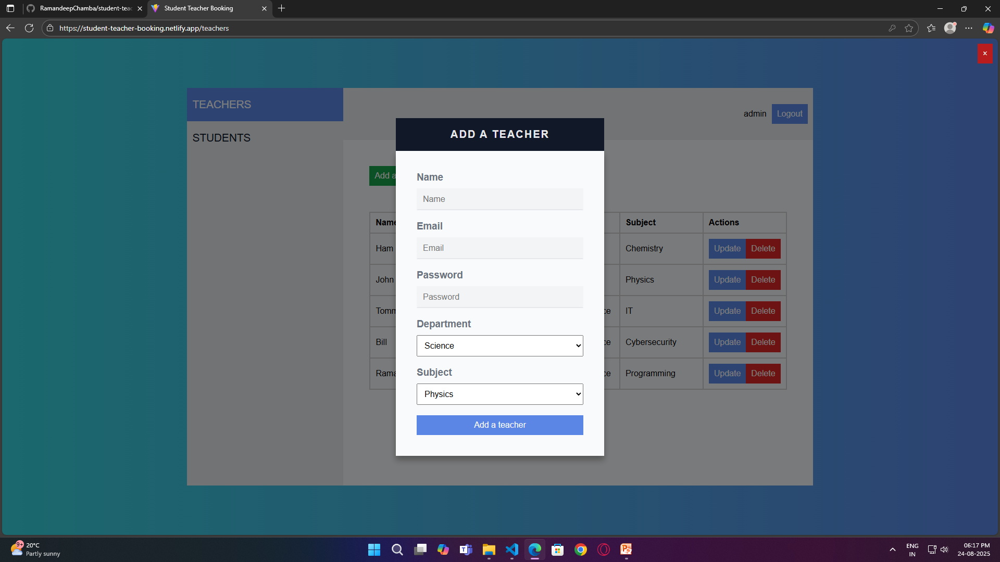 RamandeepChamba/student-tea
Student Teacher Booking
https://student-teacher-booking.netlify.app/teachers
×
TEACHERS
STUDENTS
admin
Logout
ADD A TEACHER
Add a
Name
Name
Email
Email
Password
Password
Department
Science
Subject
Physics
Add a teacher
Name Subject Actions
Ham Chemistry Update Delete
John Physics Update Delete
Tomm ce IT Update Delete
Bill ce Cybersecurity Update Delete
Rama ce Programming Update Delete
9+
20°C
Partly sunny
ENG
IN
06:17 PM
24-08-2025